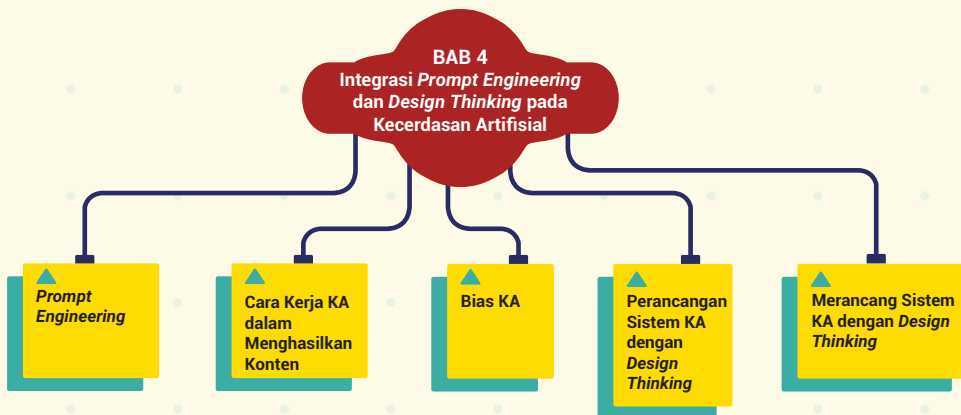 BAB 4
Integrasi Prompt Engineering
dan Design Thinking pada
Kecerdasan Artifisial
Prompt
Engineering
Cara Kerja KA
dalam
Menghasilkan
Konten
Bias KA
Perancangan
Sistem KA
dengan
Design
Thinking
Merancang Sistem
KA dengan Design
Thinking